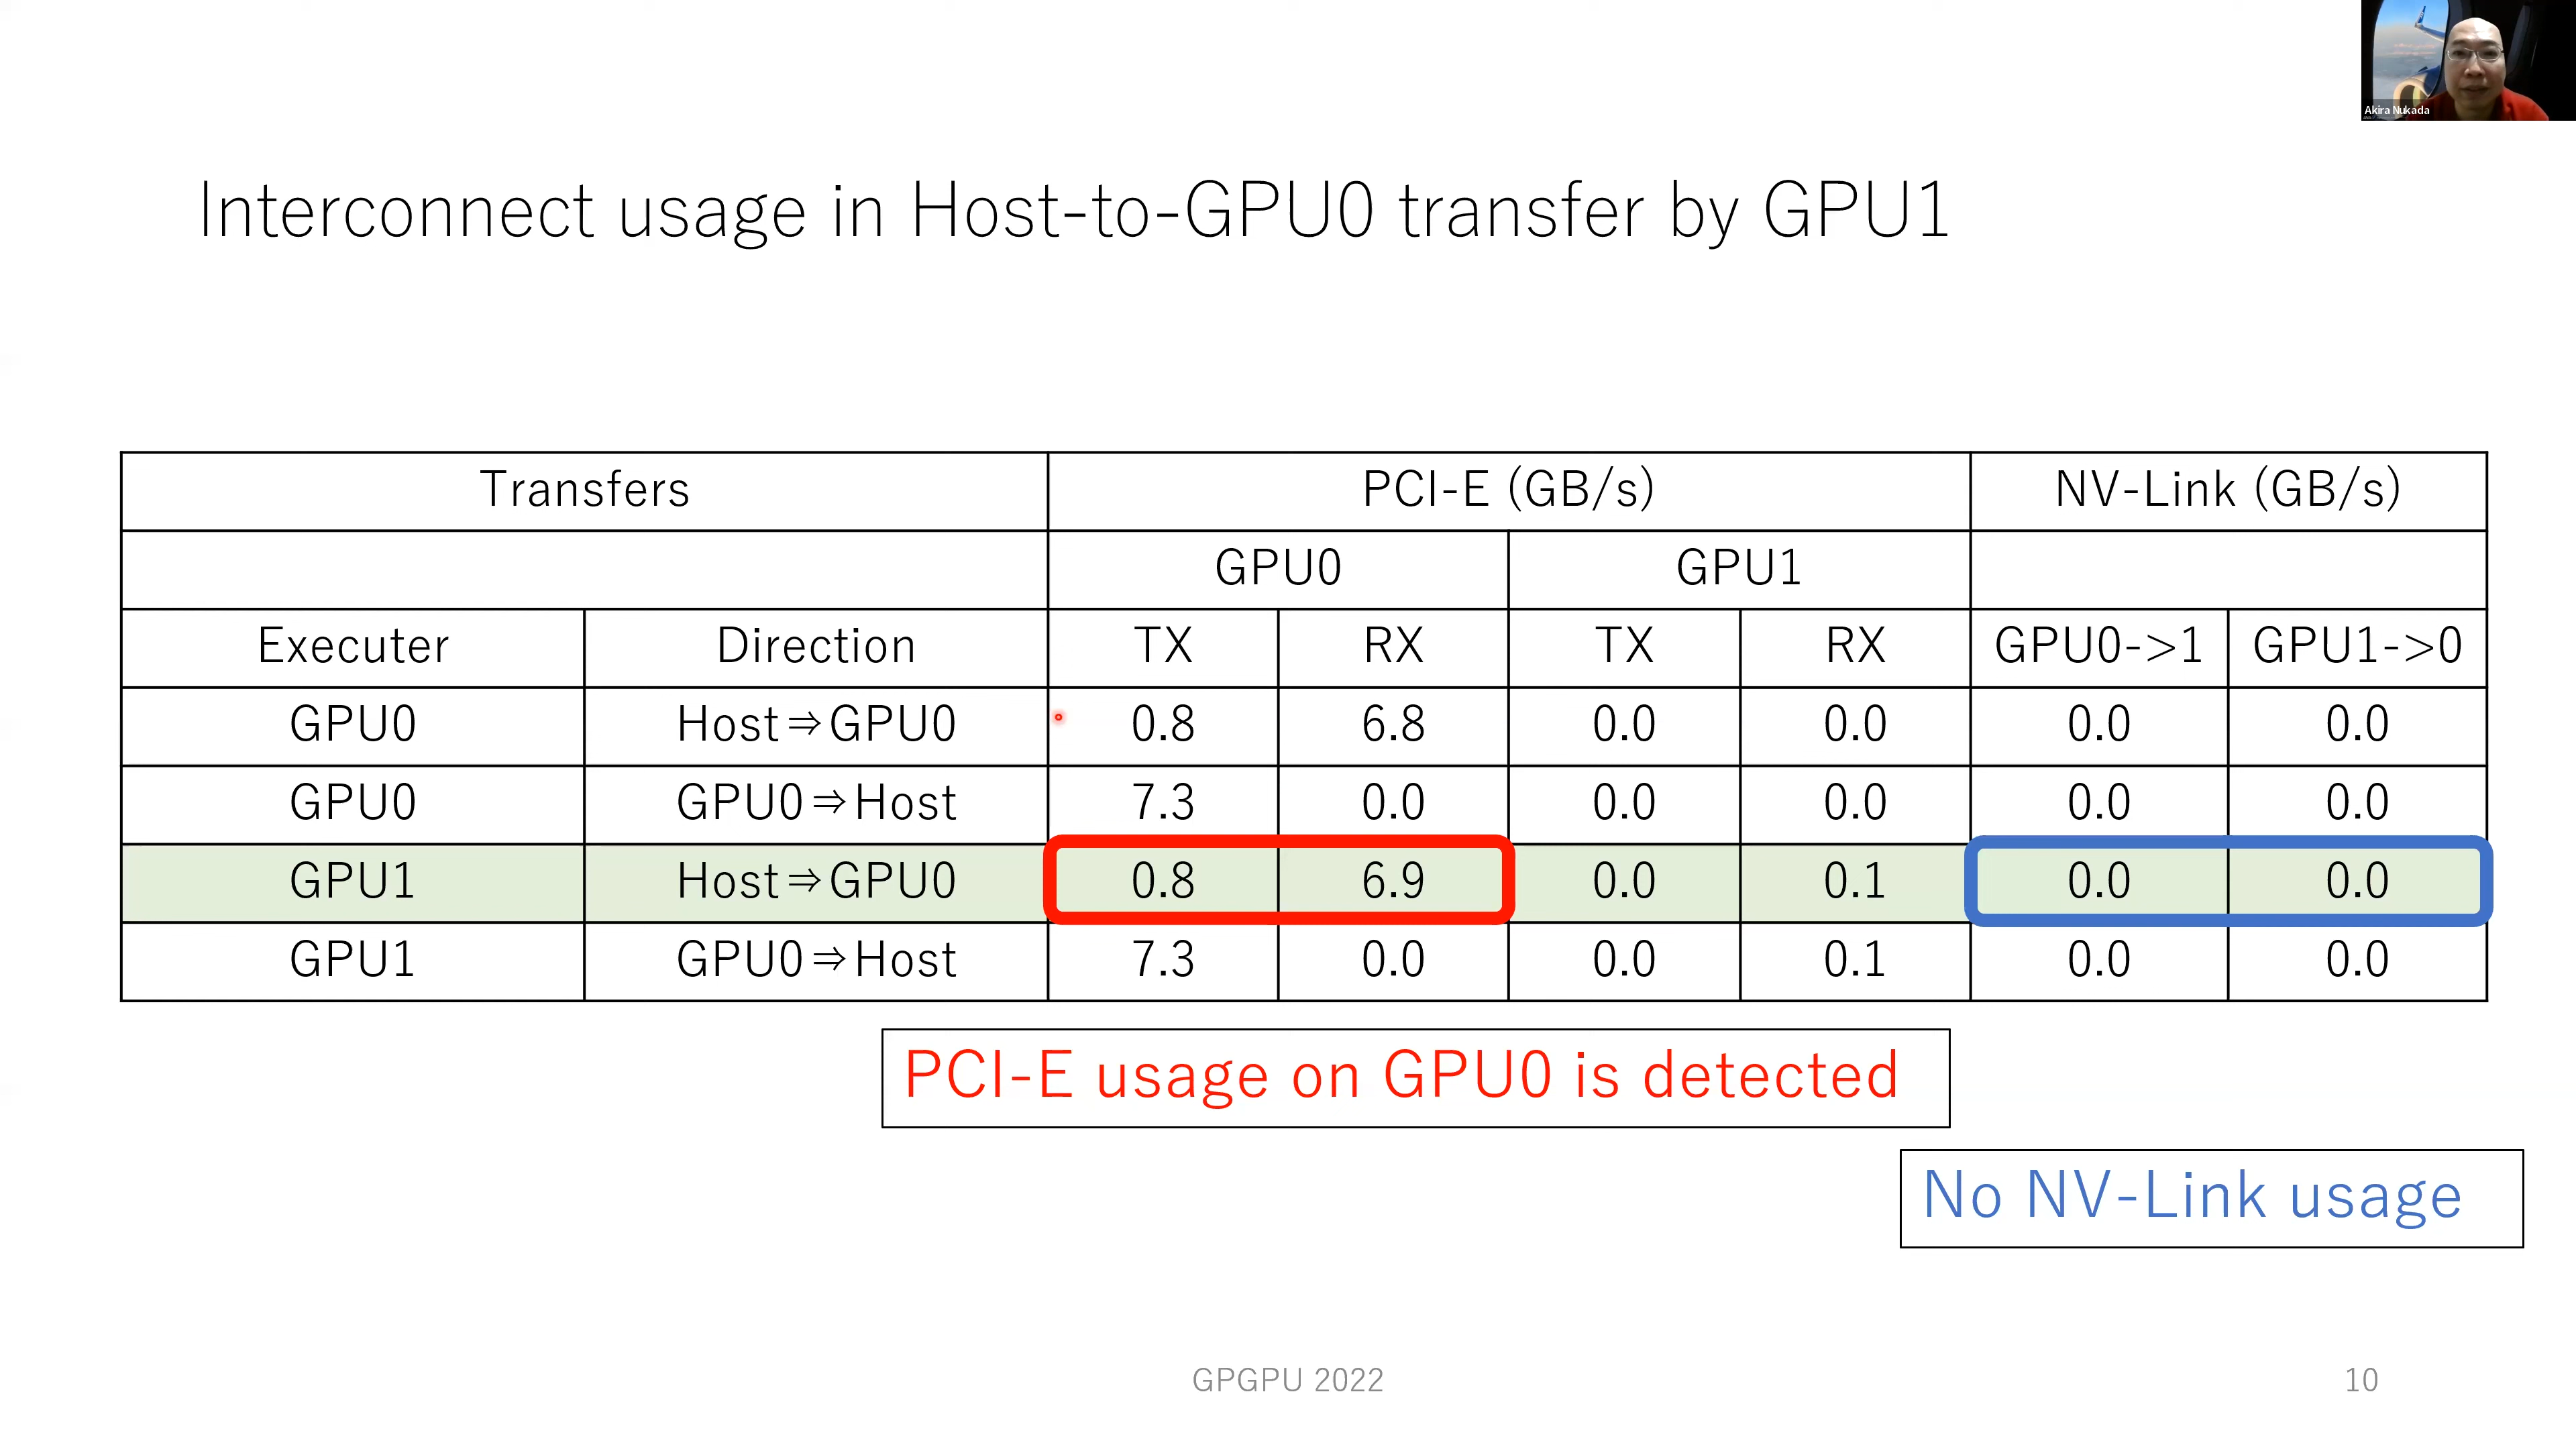 Akira Nukada
Interconnect usage in Host-to-GPU0 transfer by GPU1
Transfers PCI-E (GB/s) NV-Link (GB/s)
GPU0 GPU1
Executer Direction TX RX TX RX GPU0->1 GPU1->0
GPU0 Host⇒GPU0 0.8 6.8 0.0 0.0 0.0 0.0
GPU0 GPU0⇒Host 7.3 0.0 0.0 0.0 0.0 0.0
GPU1 Host⇒GPU0 0.8 6.9 0.0 0.1 0.0 0.0
GPU1 GPU0⇒Host 7.3 0.0 0.0 0.1 0.0 0.0
PCI-E usage on GPU0 is detected
No NV-Link usage
GPGPU 2022
10